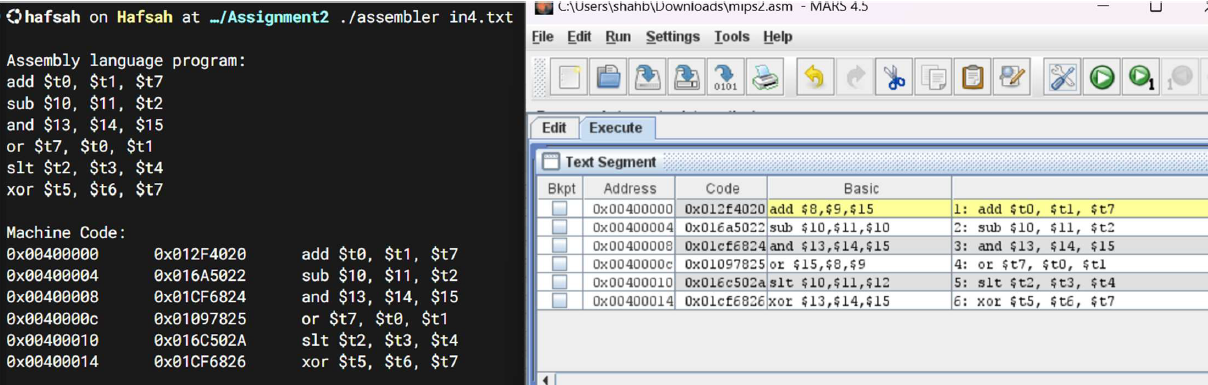 hafsah on Hafsah at …/Assignment2 ./assembler in4.txt
Assembly language program:
add $t0, $t1, $t7
sub $10, $11, $t2
and $13, $14, $15
or $t7, $t0, $t1
slt $t2, $t3, $t4
xor $t5, $t6, $t7
Machine Code:
0x00400000 0x012F4020 add $t0, $t1, $t7
0x00400004 0x016A5022 sub $10, $11, $t2
0x00400008 0x01CF6824 and $13, $14, $15
0x0040000c 0x01097825 or $t7, $t0, $t1
0x00400010 0x016C502A slt $t2, $t3, $t4
0x00400014 0x01CF6826 xor $t5, $t6, $t7
C:\Users\shahb\Downloads\mips2.asm - MARS 4.5
File Edit Run Settings Tools Help
0101 1 1
Edit Execute
Text Segment
Bkpt Address Code Basic
0x00400000 0x012f4020 add $8,$9,$15 1: add $t0, $t1, $t7
0x00400004 0x016a5022 sub $10,$11,$10 2: sub $10, $11, $t2
0x00400008 0x01cf6824 and $13,$14,$15 3: and $13, $14, $15
0x0040000c 0x01097825 or $15,$8,$9 4: or $t7, $t0, $t1
0x00400010 0x016c502a slt $10,$11,$12 5: slt $t2, $t3, $t4
0x00400014 0x01cf6826 xor $13,$14,$15 6: xor $t5, $t6, $t7